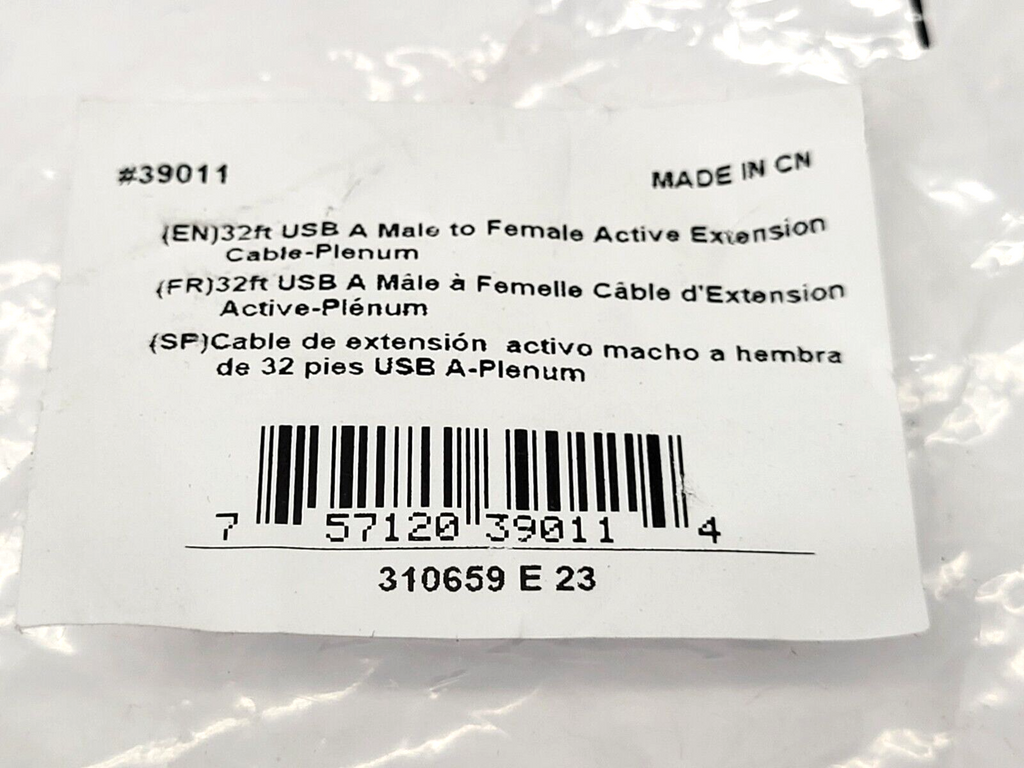 #39011
MADE IN CN
(EN)32ft USB A Male to Female Active Extension
Cable-Plenum
(FR)32ft USB A Mâle à Femelle Câble d'Extension
Active-Plénum
(SP)Cable de extensión activo macho a hembra
de 32 pies USB A-Plenum
7 57120 39011 4
310659 E 23